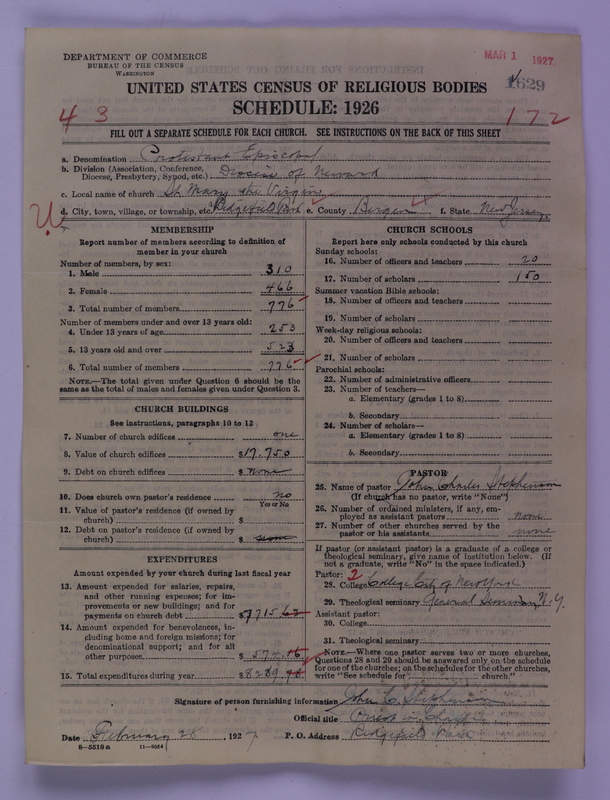 DEPARTMENT OF COMMERCE
BUREAU OF THE CENSUS
WASHINGTON
MAR 1 1927
1629
UNITED STATES CENSUS OF RELIGIOUS BODIES
SCHEDULE: 1926
43
172
FILL OUT A SEPARATE SCHEDULE FOR EACH CHURCH. SEE INSTRUCTIONS ON THE BACK OF THIS SHEET
a. Denomination Protestant Episcopal
b. Division (Association, Conference, Diocese, Presbytery, Synod, etc.) Diocese of Newark
c. Local name of church St Mary the Virgin
d. City, town, village, or township, etc. Ridgefield Park e. County Bergen f. State New Jersey
MEMBERSHIP
Report number of members according to definition of
member in your church
Number of members, by sex:
1. Male 310
2. Female 466
3. Total number of members 776
Number of members under and over 13 years old:
4. Under 13 years of age 253
5. 13 years old and over 523
6. Total number of members 776
NOTE.—The total given under Question 6 should be
same as the total of males and females given under Question 3.
CHURCH BUILDINGS
See instructions, paragraphs 10 to 12
7. Number of church edifices one
8. Value of church edifices $17,750
9. Debt on church edifices $ None
10. Does church own pastor's residence no
Yes or No
11. Value of pastor's residence (if owned by
church) $
12. Debt on pastor's residence (if owned by
church) $
EXPENDITURES
Amount expended by your church during last fiscal year
13. Amount expended for salaries, repairs,
and other running expenses; for im-
provements or new buildings; and for
payments on church debt $7715.62
14. Amount expended for benevolences, in-
cluding home and foreign missions; for
denominational support; and for all
other purposes $
15. Total expenditures during year $
CHURCH SCHOOLS
Report here only schools conducted by this church
Sunday schools:
16. Number of officers and teachers 20
17. Number of scholars 150
Summer vacation Bible schools:
18. Number of officers and teachers
19. Number of scholars
Week-day religious schools:
20. Number of officers and teachers
21. Number of scholars
Parochial schools:
22. Number of administrative officers
23. Number of teachers—
a. Elementary (grades 1 to 8)
b. Secondary
24. Number of scholars—
a. Elementary (grades 1 to 8)
b. Secondary
PASTOR
25. Name of pastor John Charles Stephenson
(If church has no pastor, write "None")
26. Number of ordained ministers, if any, em-
ployed as assistant pastors none
27. Number of other churches served by the
pastor or his assistants none
If pastor (or assistant pastor) is a graduate of a college or
theological seminary, give name of institution below. (If
not a graduate, write "No" in the space indicated.)
Pastor: 2
28. College College City of New York
29. Theological seminary General Seminary, N.Y.
Assistant pastor:
30. College
31. Theological seminary
NOTE.—Where one pastor serves two or more churches,
Questions 28 and 29 should be answered only on the schedule
for one of the churches; on the schedules for the other churches,
write "See schedule for church."
Signature of person furnishing information John C. Stephenson
Official title Priest in Charge
Date February 28, 1927 P. O. Address Ridgefield Park
8—5518a 11—9054